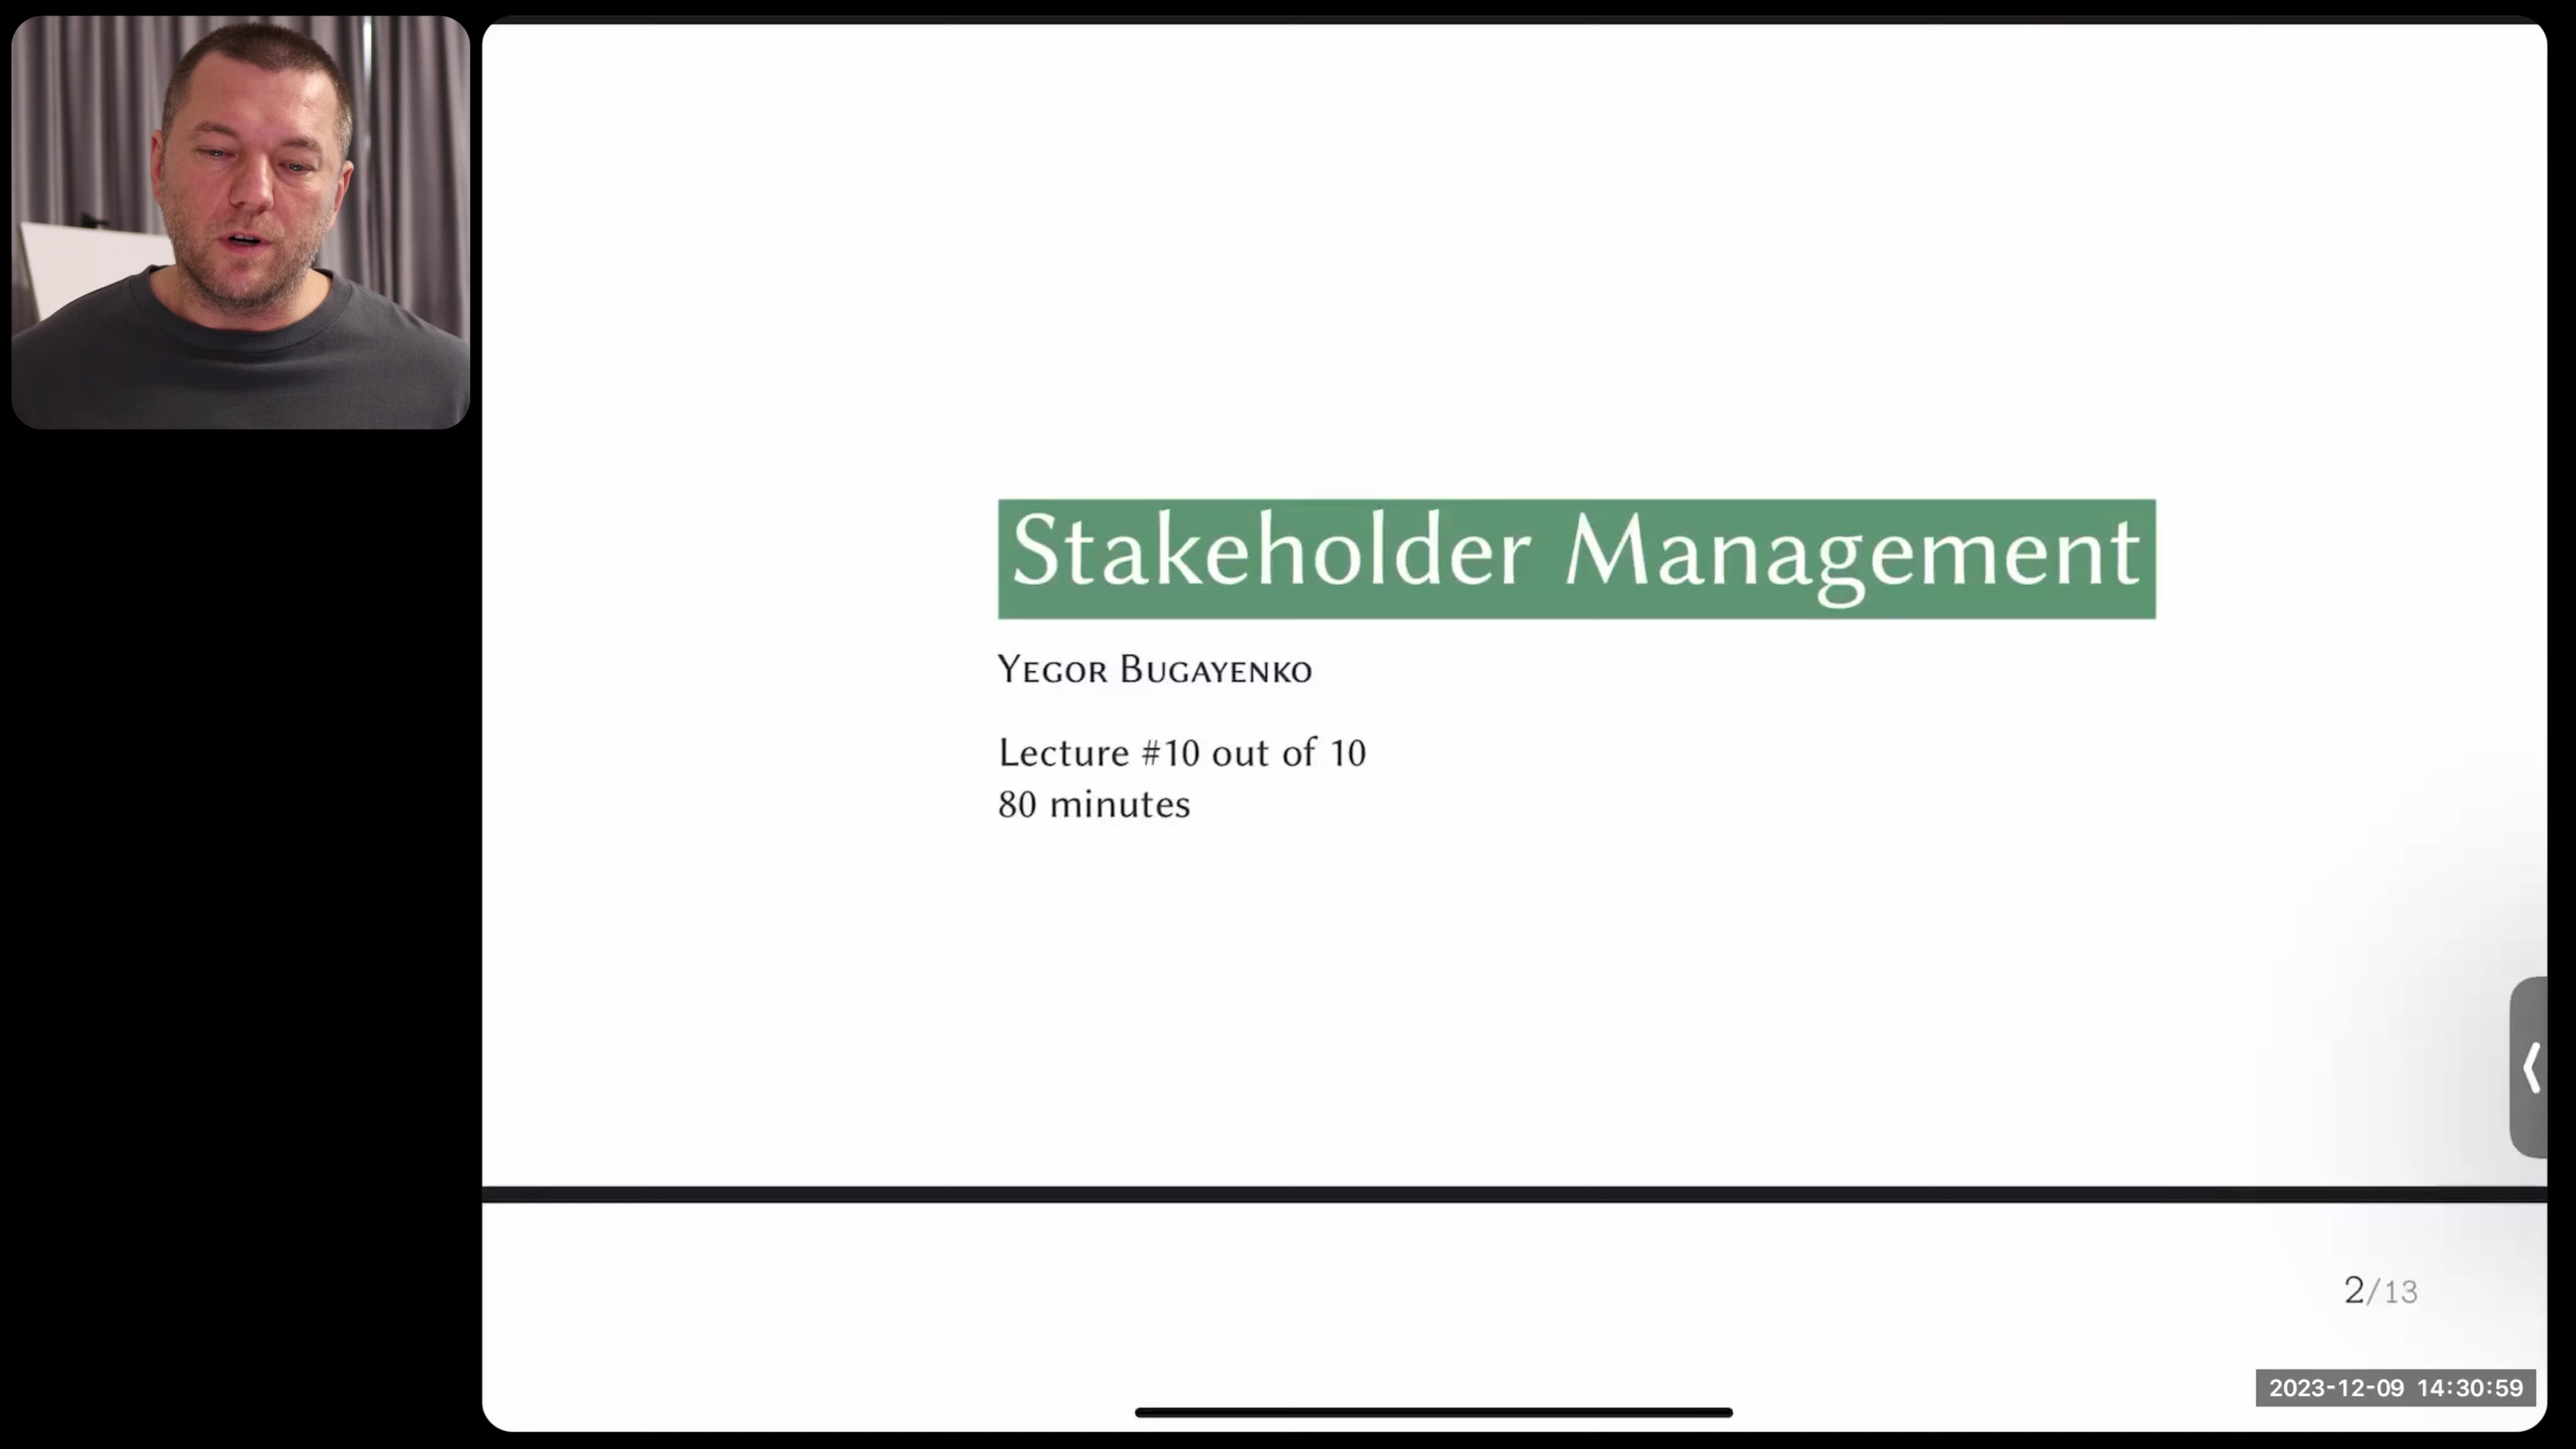 Stakeholder Management
Yegor Bugayenko
Lecture #10 out of 10
80 minutes
2/13
2023-12-09 14:30:59